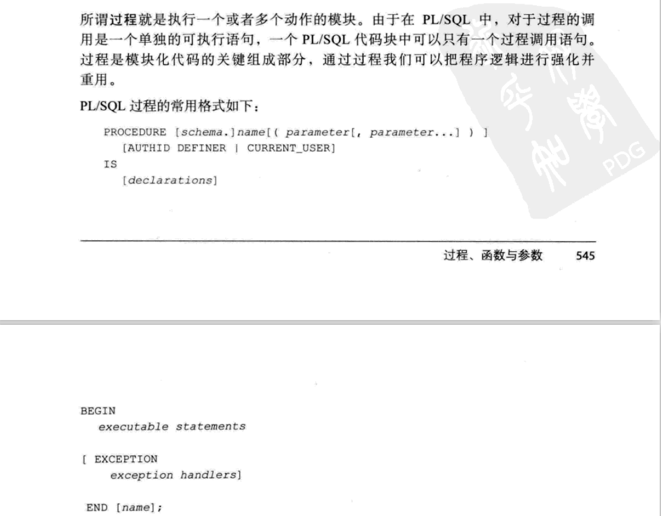 所谓过程就是执行一个或者多个动作的模块。由于在 PL/SQL 中，对于过程的调
用是一个单独的可执行语句，一个 PL/SQL 代码块中可以只有一个过程调用语句。
过程是模块化代码的关键组成部分，通过过程我们可以把程序逻辑进行强化并
重用。
PL/SQL 过程的常用格式如下：
PROCEDURE [schema.]name[( parameter[, parameter...] ) ]
[AUTHID DEFINER | CURRENT_USER]
IS
[declarations]
PDG
过程、函数与参数 545
BEGIN
executable statements
[ EXCEPTION
exception handlers]
END [name];